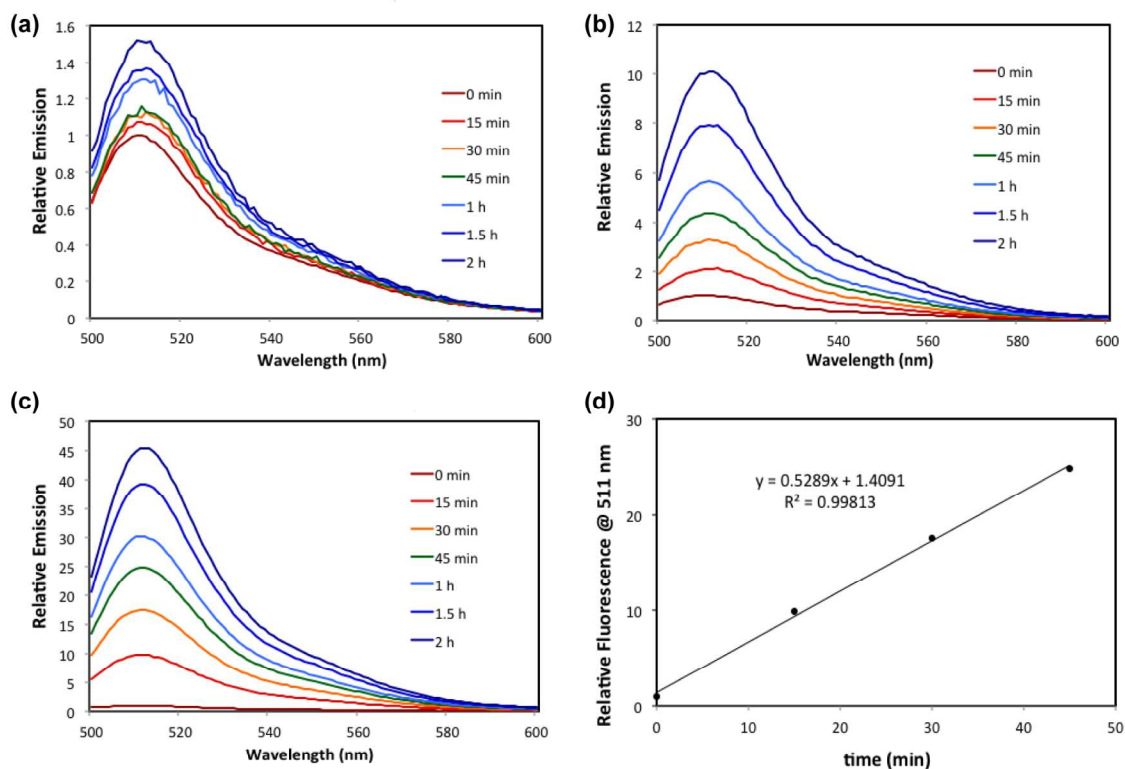 (a)
1.6
1.4
1.2
1
0.8
0.6
0.4
0.2
0
Relative Emission
0 min
15 min
30 min
45 min
1 h
1.5 h
2 h
500 520 540 560 580 600
Wavelength (nm)
(b)
12
10
8
6
4
2
0
Relative Emission
0 min
15 min
30 min
45 min
1 h
1.5 h
2 h
500 520 540 560 580 600
Wavelength (nm)
(c)
50
45
40
35
30
25
20
15
10
5
0
Relative Emission
0 min
15 min
30 min
45 min
1 h
1.5 h
2 h
500 520 540 560 580 600
Wavelength (nm)
(d)
30
20
10
0
Relative Fluorescence @ 511 nm
y = 0.5289x + 1.4091
R² = 0.99813
0 10 20 30 40 50
time (min)